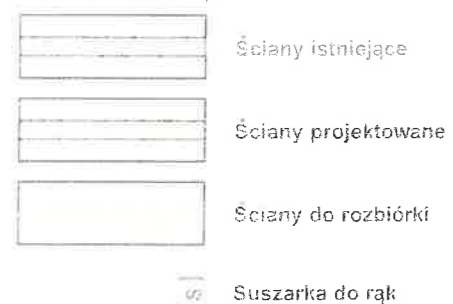 Ściany istniejące
Ściany projektowane
Ściany do rozbiórki
S Suszarka do rąk